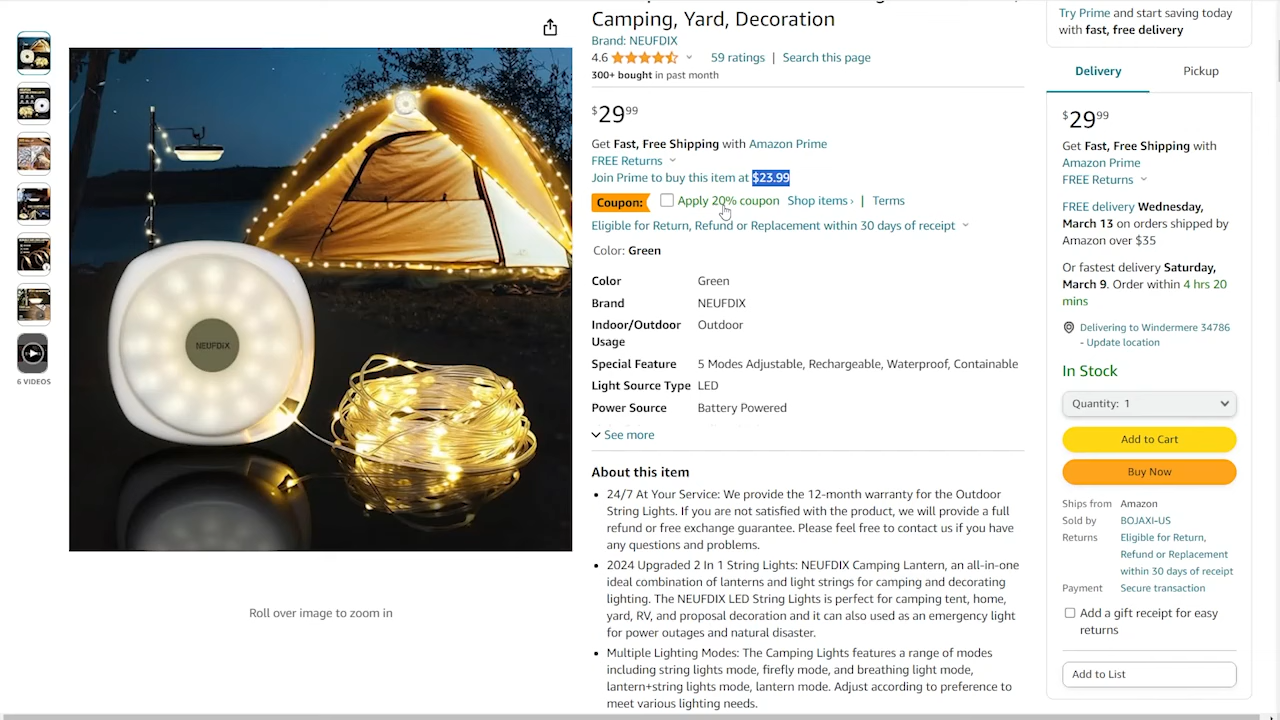 Camping, Yard, Decoration
Brand: NEUFDIX
4.6 59 ratings | Search this page
300+ bought in past month
$29 99
Get Fast, Free Shipping with Amazon Prime
FREE Returns
Join Prime to buy this item at $23.99
Coupon: Apply 20% coupon Shop items › | Terms
Eligible for Return, Refund or Replacement within 30 days of receipt
Color: Green
Color Green
Brand NEUFDIX
Indoor/Outdoor Usage Outdoor
Special Feature 5 Modes Adjustable, Rechargeable, Waterproof, Containable
Light Source Type LED
Power Source Battery Powered
See more
About this item
24/7 At Your Service: We provide the 12-month warranty for the Outdoor
String Lights. If you are not satisfied with the product, we will provide a full
refund or free exchange guarantee. Please feel free to contact us if you have
any questions and problems.
2024 Upgraded 2 In 1 String Lights: NEUFDIX Camping Lantern, an all-in-one
ideal combination of lanterns and light strings for camping and decorating
lighting. The NEUFDIX LED String Lights is perfect for camping tent, home,
yard, RV, and proposal decoration and it can also used as an emergency light
for power outages and natural disaster.
Multiple Lighting Modes: The Camping Lights features a range of modes
including string lights mode, firefly mode, and breathing light mode,
lantern+string lights mode, lantern mode. Adjust according to preference to
meet various lighting needs.
NEUFDIX
6 VIDEOS
Roll over image to zoom in
Try Prime and start saving today
with fast, free delivery
Delivery Pickup
$29 99
Get Fast, Free Shipping with
Amazon Prime
FREE Returns
FREE delivery Wednesday,
March 13 on orders shipped by
Amazon over $35
Or fastest delivery Saturday,
March 9. Order within 4 hrs 20
mins
Delivering to Windermere 34786
- Update location
In Stock
Quantity: 1
Add to Cart
Buy Now
Ships from Amazon
Sold by BOJAXI-US
Returns Eligible for Return,
Refund or Replacement
within 30 days of receipt
Payment Secure transaction
Add a gift receipt for easy
returns
Add to List